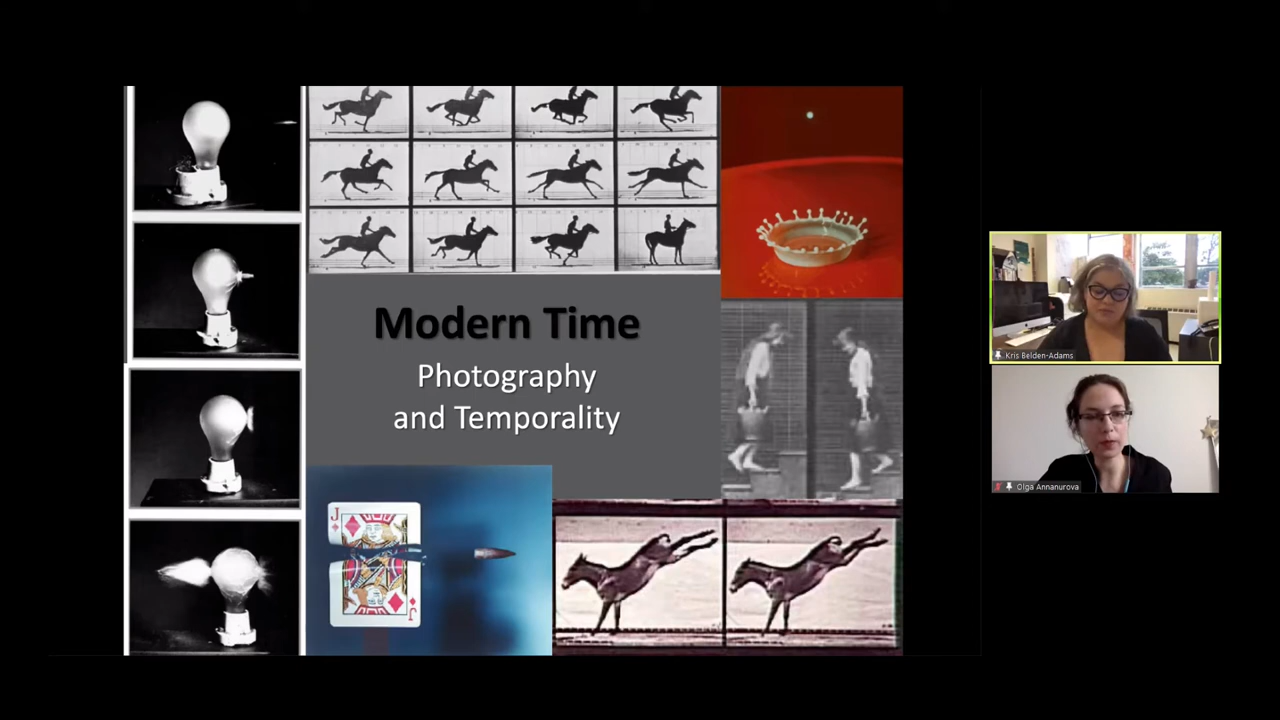 Modern Time
Photography
and Temporality
J
J
Kris Belden-Adams
Olga Annanurova